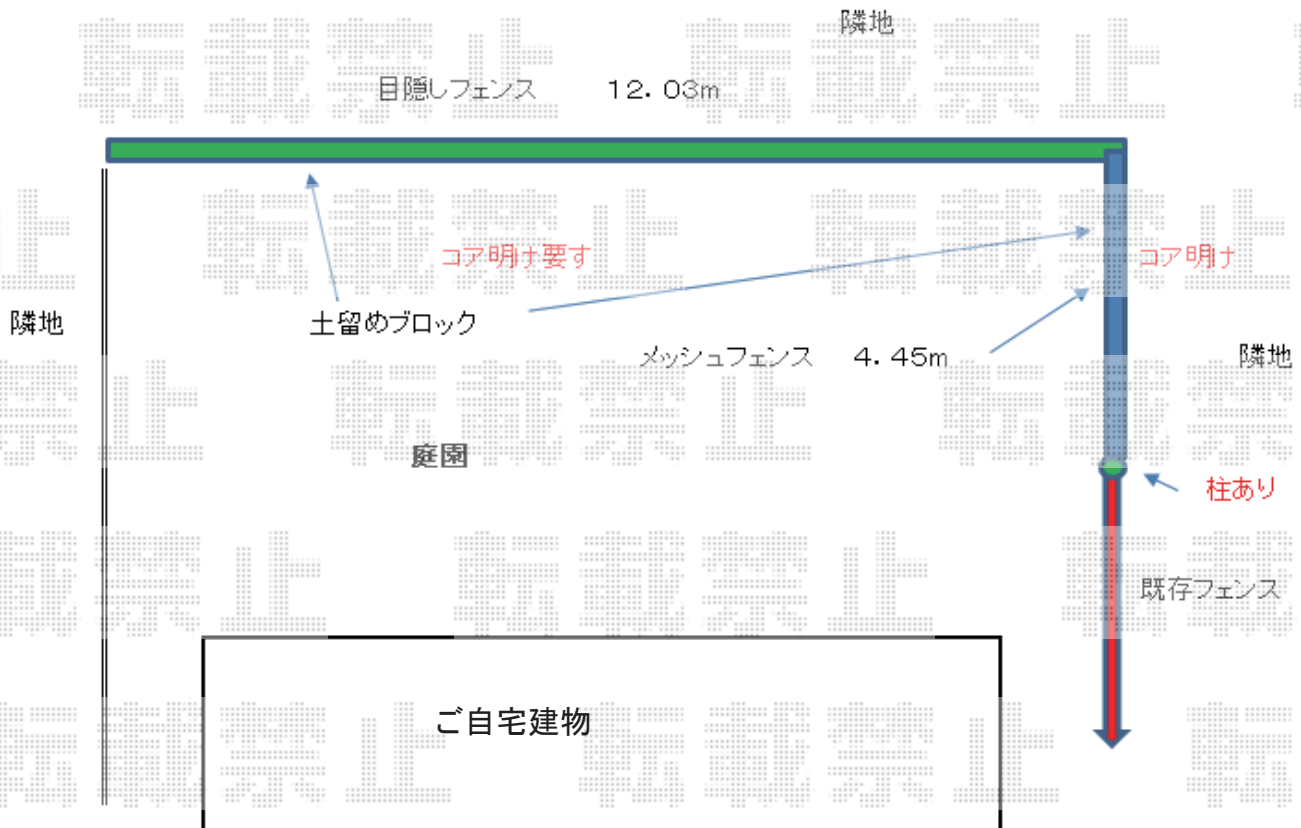 隣地
目隠しフェンス 12.03m
コア明け要す
コア明け
隣地
土留めブロック
メッシュフェンス 4.45m
隣地
庭園
柱あり
既存フェンス
ご自宅建物
転載禁止